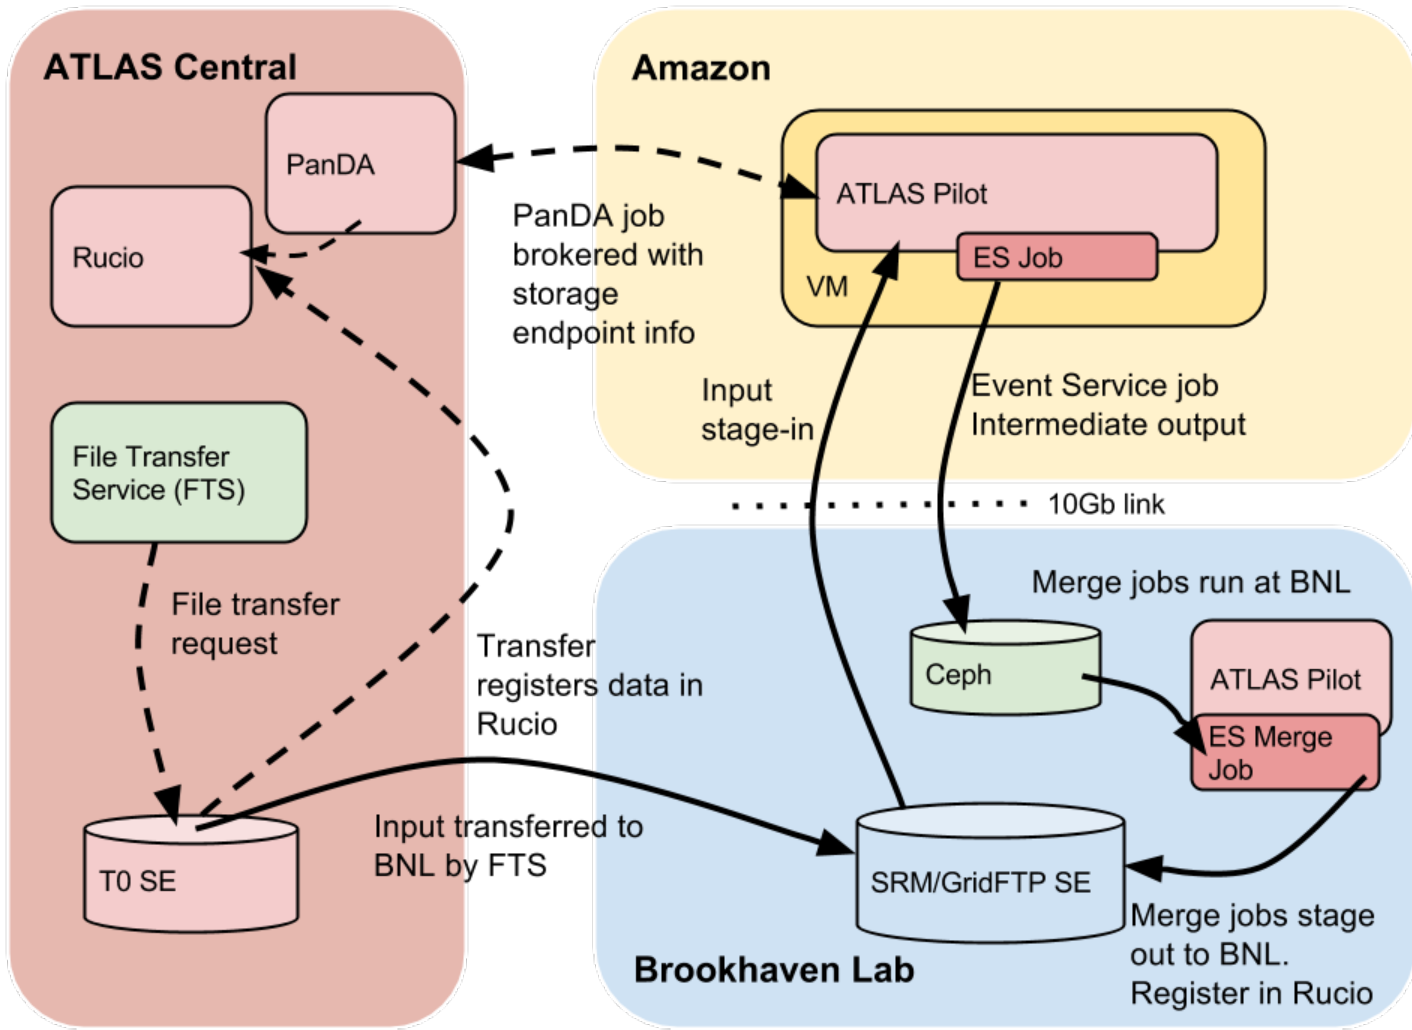 ATLAS Central
PanDA
Rucio
File Transfer
Service (FTS)
File transfer
request
T0 SE
PanDA job
brokered with
storage
endpoint info
Transfer
registers data in
Rucio
Input transferred to
BNL by FTS
Amazon
ATLAS Pilot
ES Job
VM
Input
stage-in
Event Service job
Intermediate output
10Gb link
Merge jobs run at BNL
Ceph
ATLAS Pilot
ES Merge
Job
SRM/GridFTP SE
Merge jobs stage
out to BNL.
Register in Rucio
Brookhaven Lab